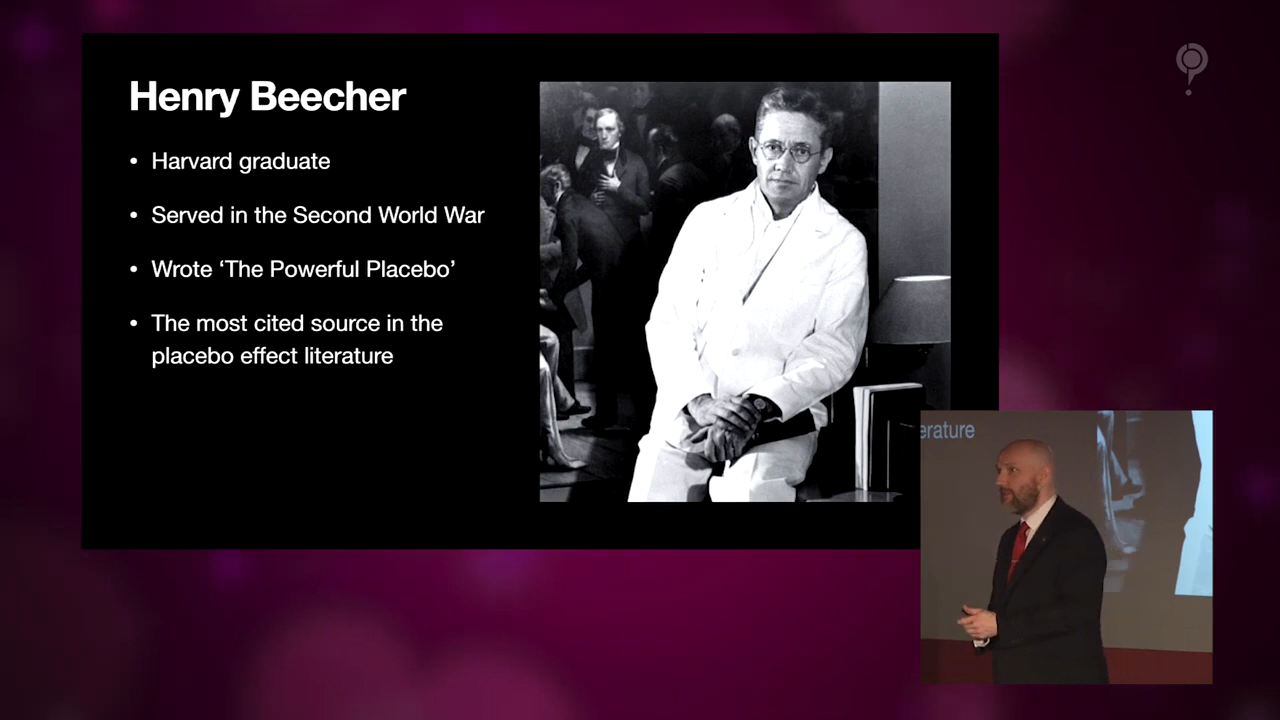 Henry Beecher
• Harvard graduate
• Served in the Second World War
• Wrote ‘The Powerful Placebo’
• The most cited source in the
placebo effect literature
erature